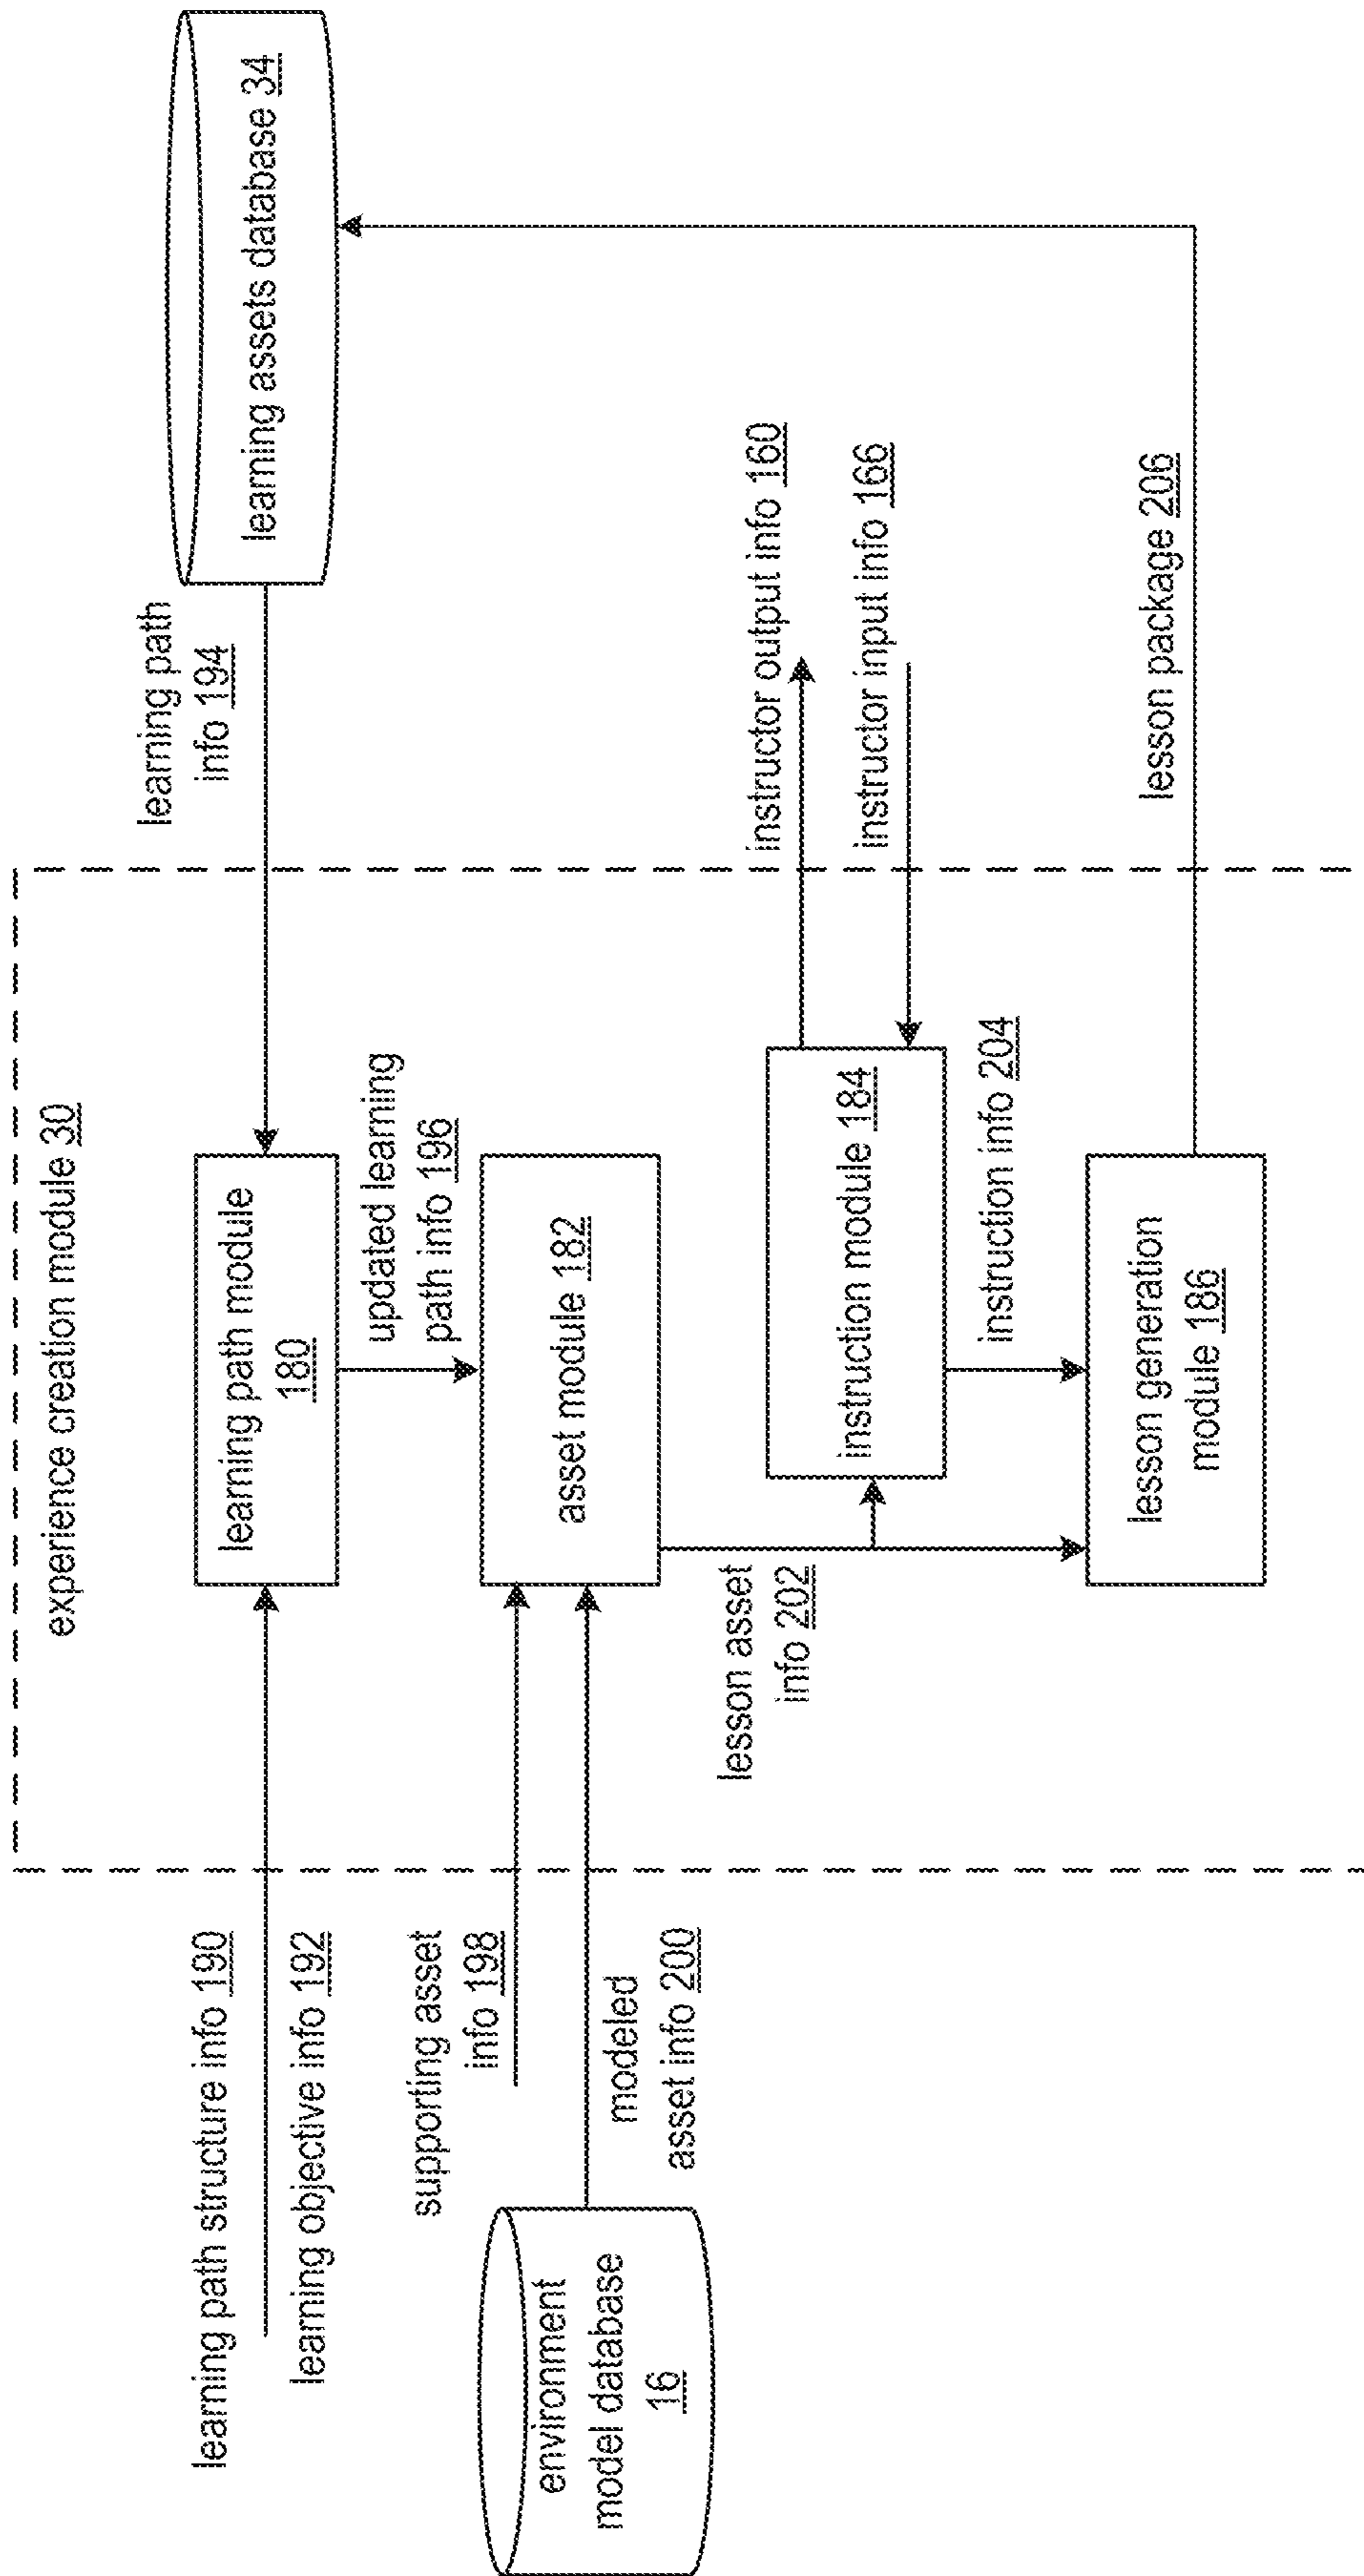 experience creation module 30
learning path structure info 190
learning objective info 192
learning path module
180
learning path
info 194
learning assets database 34
updated learning
path info 196
supporting asset
info 198
asset module 182
environment
model database
16
modeled
asset info 200
lesson asset
info 202
instruction module 184
instructor output info 160
instructor input info 166
instruction info 204
lesson generation
module 186
lesson package 206